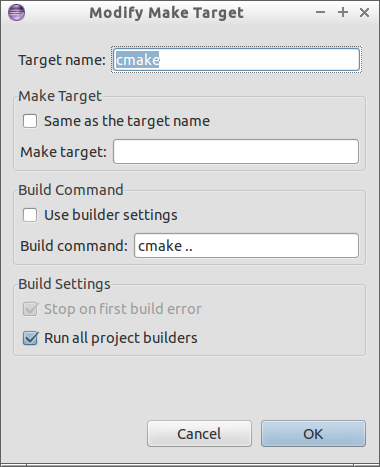 Modify Make Target
Target name: cmake
Make Target
Same as the target name
Make target:
Build Command
Use builder settings
Build command: cmake ..
Build Settings
Stop on first build error
Run all project builders
Cancel OK